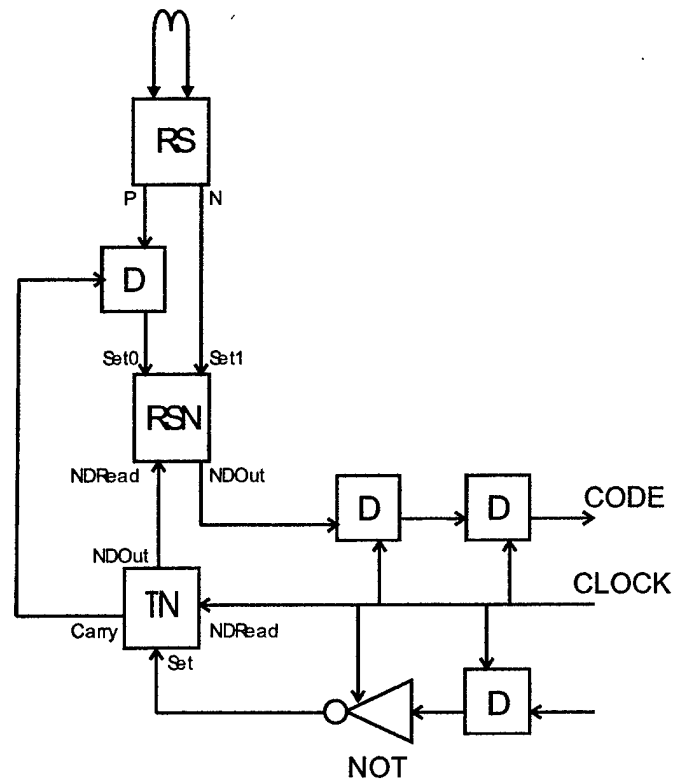 RS
P N
D
Set0 Set1
RSN
NDRead NDOut
D D CODE
NDOut
CLOCK
TN
Carry NDRead
Set
D
NOT